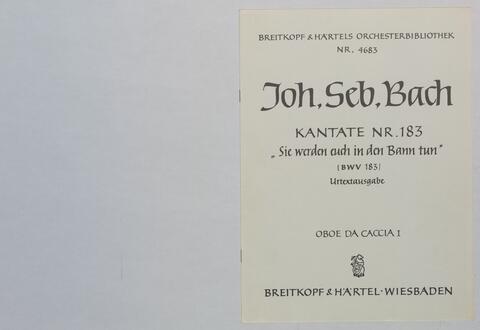 BREITKOPF & HÄRTELS ORCHESTERBIBLIOTHEK
NR. 4683
Joh. Seb. Bach
KANTATE NR. 183
„Sie werden euch in den Bann tun“
(BWV 183)
Urtextausgabe
OBOE DA CACCIA I
BREITKOPF & HÄRTEL · WIESBADEN